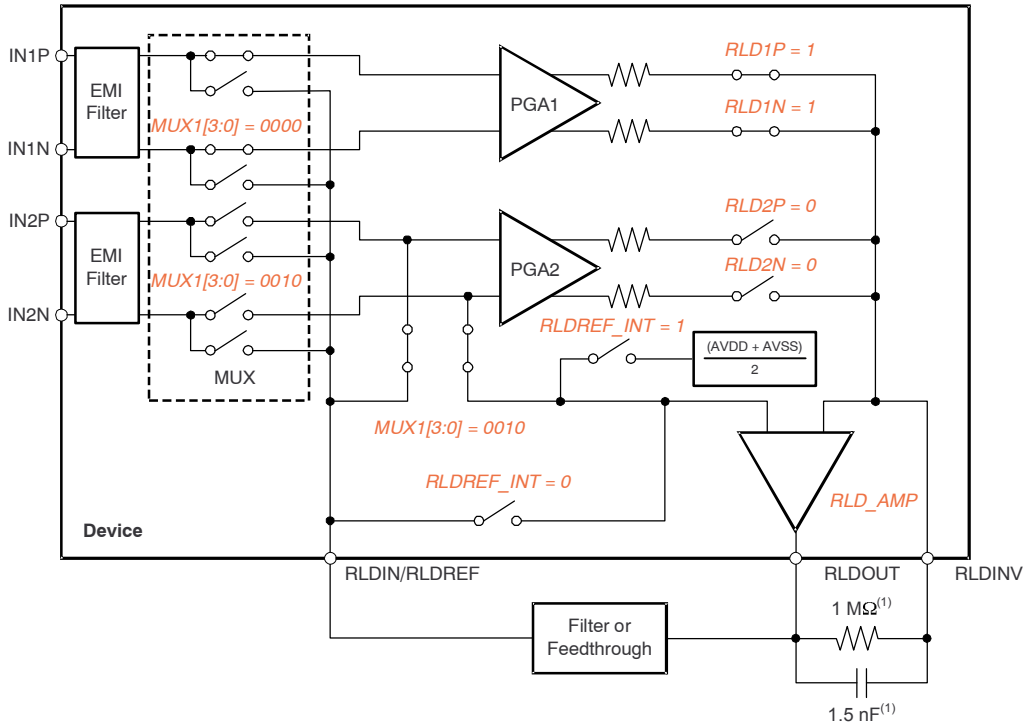 IN1P
EMI
Filter
IN1N
MUX1[3:0] = 0000
PGA1
RLD1P = 1
RLD1N = 1
IN2P
EMI
Filter
IN2N
MUX1[3:0] = 0010
MUX
PGA2
RLD2P = 0
RLD2N = 0
RLDREF_INT = 1
(AVDD + AVSS)
2
MUX1[3:0] = 0010
RLDREF_INT = 0
RLD_AMP
Device
RLDIN/RLDREF
RLDOUT
RLDINV
Filter or
Feedthrough
1 MΩ(1)
1.5 nF(1)